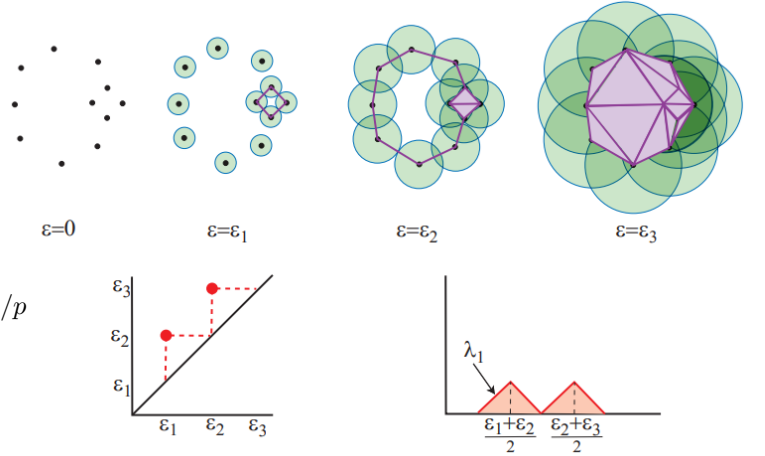 ε=0 ε=ε₁ ε=ε₂ ε=ε₃
/p
ε₃
ε₂
ε₁
ε₁ ε₂ ε₃
λ₁
ε₁+ε₂
2
ε₂+ε₃
2